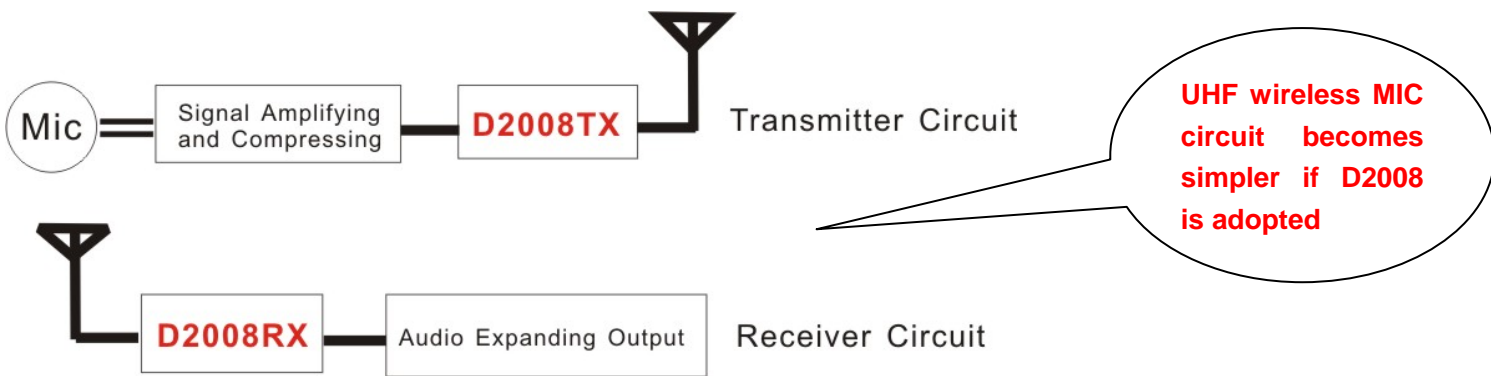 Mic
Signal Amplifying
and Compressing
D2008TX
Transmitter Circuit
UHF wireless MIC
circuit becomes
simpler if D2008
is adopted
D2008RX
Audio Expanding Output
Receiver Circuit